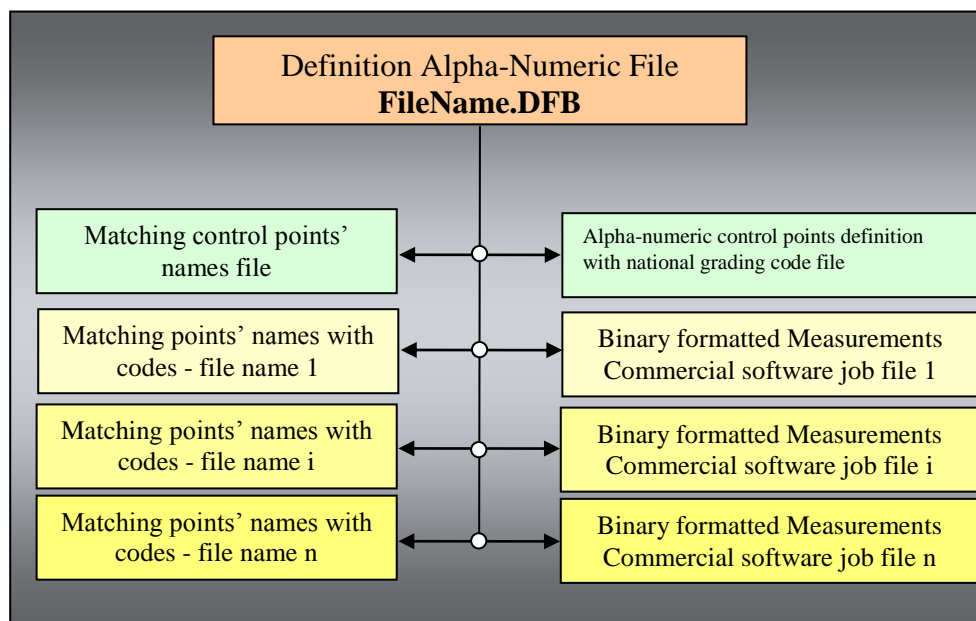 Definition Alpha-Numeric File
FileName.DFB
Matching control points’
names file
Alpha-numeric control points definition
with national grading code file
Matching points’ names with
codes - file name 1
Binary formatted Measurements
Commercial software job file 1
Matching points’ names with
codes - file name i
Binary formatted Measurements
Commercial software job file i
Matching points’ names with
codes - file name n
Binary formatted Measurements
Commercial software job file n